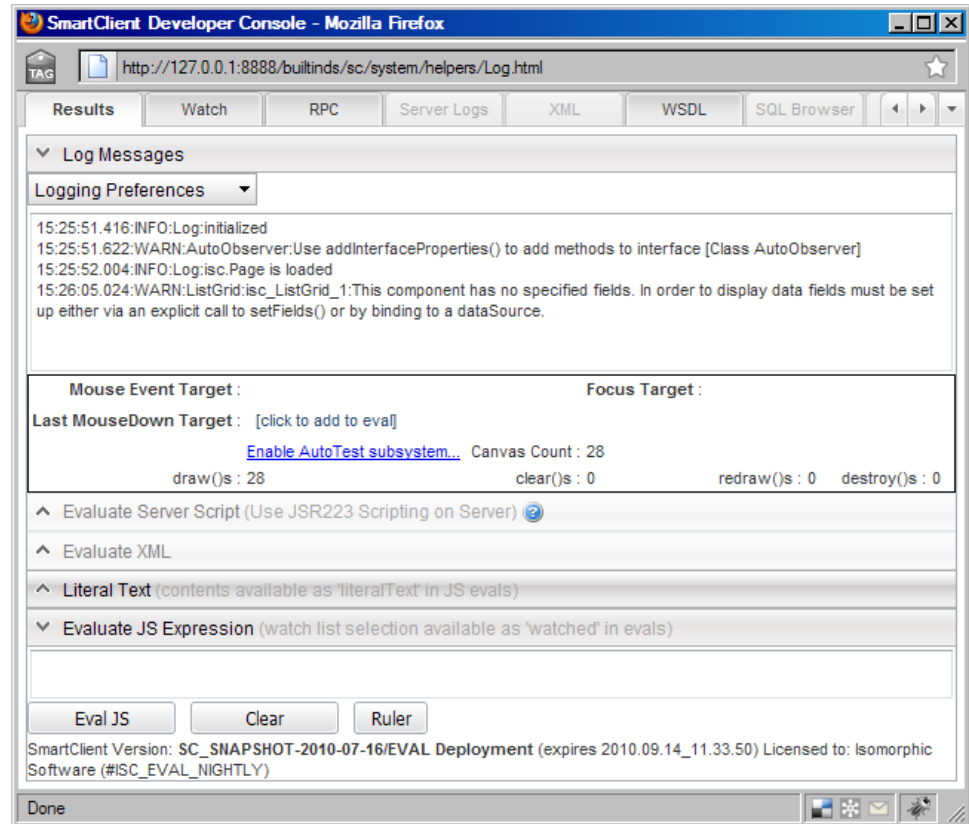 SmartClient Developer Console - Mozilla Firefox
TAG http://127.0.0.1:8888/builtinds/sc/system/helpers/Log.html
Results Watch RPC Server Logs XML WSDL SQL Browser
Log Messages
Logging Preferences
15:25:51.416:INFO:Log:initialized
15:25:51.622:WARN:AutoObserver:Use addInterfaceProperties() to add methods to interface [Class AutoObserver]
15:25:52.004:INFO:Log:isc.Page is loaded
15:26:05.024:WARN:ListGrid:isc_ListGrid_1:This component has no specified fields. In order to display data fields must be set
up either via an explicit call to setFields() or by binding to a dataSource.
Mouse Event Target : Focus Target :
Last MouseDown Target : [click to add to eval]
Enable AutoTest subsystem... Canvas Count : 28
draw()s : 28 clear()s : 0 redraw()s : 0 destroy()s : 0
Evaluate Server Script (Use JSR223 Scripting on Server) ?
Evaluate XML
Literal Text (contents available as 'literalText' in JS evals)
Evaluate JS Expression (watch list selection available as 'watched' in evals)
Eval JS Clear Ruler
SmartClient Version: SC_SNAPSHOT-2010-07-16/EVAL Deployment (expires 2010.09.14_11.33.50) Licensed to: Isomorphic
Software (#ISC_EVAL_NIGHTLY)
Done